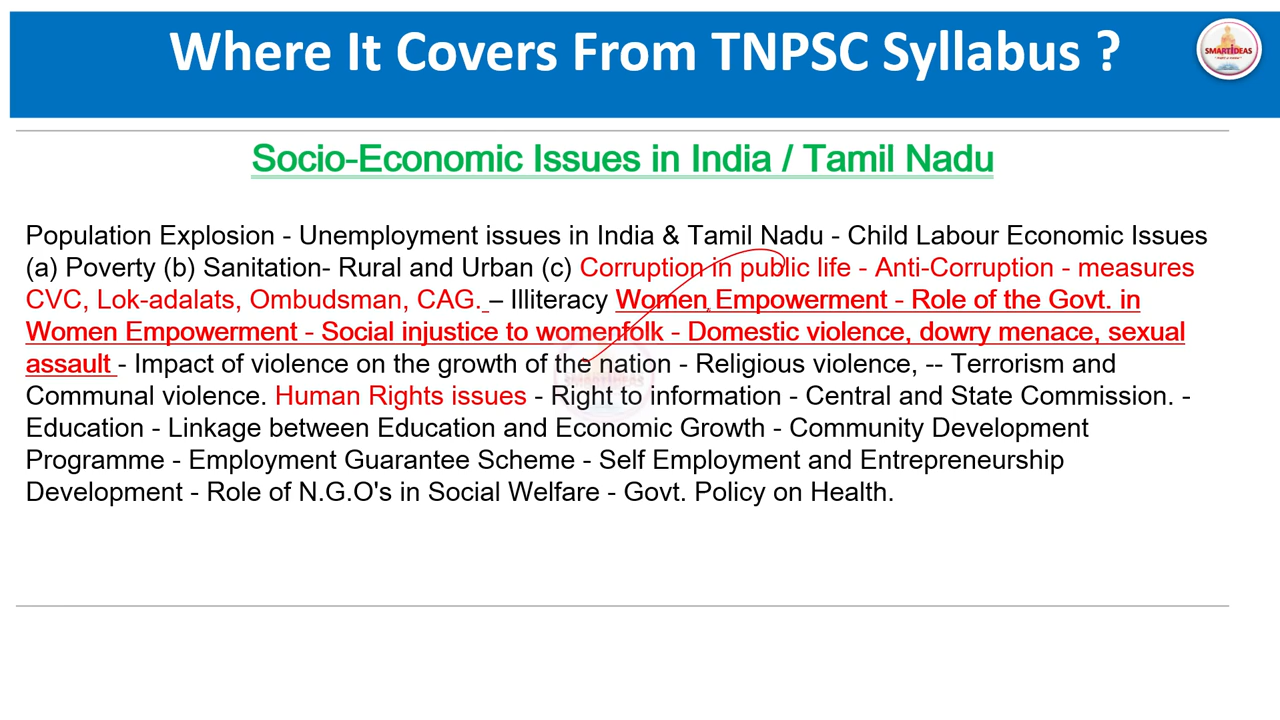 Where It Covers From TNPSC Syllabus ?
SMARTIDEAS
Socio-Economic Issues in India / Tamil Nadu
Population Explosion - Unemployment issues in India & Tamil Nadu - Child Labour Economic Issues
(a) Poverty (b) Sanitation- Rural and Urban (c) Corruption in public life - Anti-Corruption - measures
CVC, Lok-adalats, Ombudsman, CAG. – Illiteracy Women Empowerment - Role of the Govt. in
Women Empowerment - Social injustice to womenfolk - Domestic violence, dowry menace, sexual
assault - Impact of violence on the growth of the nation - Religious violence, -- Terrorism and
Communal violence. Human Rights issues - Right to information - Central and State Commission. -
Education - Linkage between Education and Economic Growth - Community Development
Programme - Employment Guarantee Scheme - Self Employment and Entrepreneurship
Development - Role of N.G.O's in Social Welfare - Govt. Policy on Health.